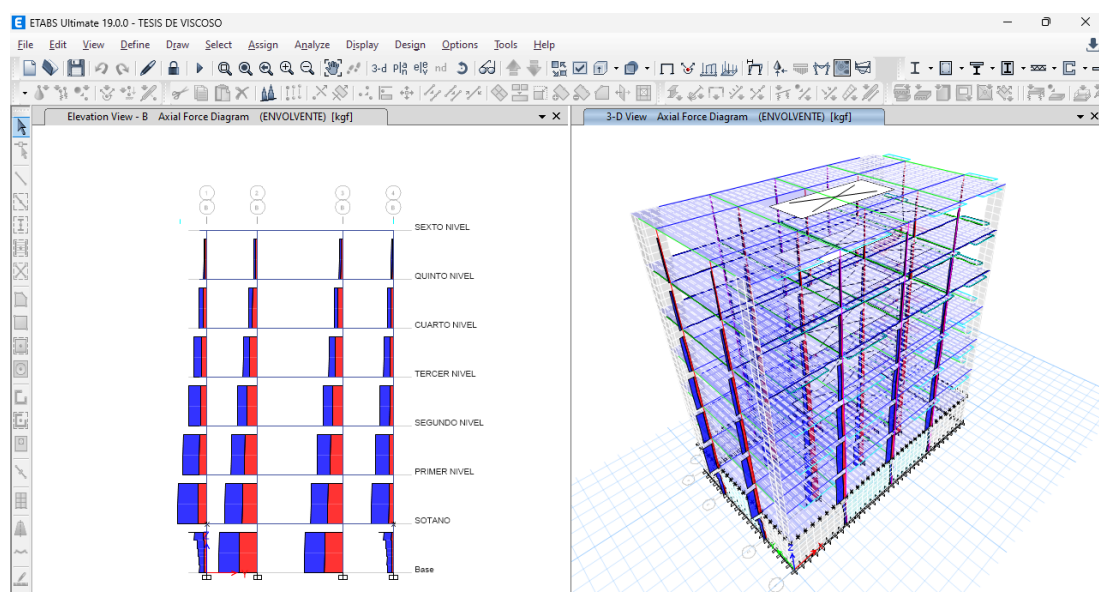 ETABS Ultimate 19.0.0 - TESIS DE VISCOSO
File Edit View Define Draw Select Assign Analyze Display Design Options Tools Help
3-d nd
Elevation View - B Axial Force Diagram (ENVOLVENTE) [kgf]
3-D View Axial Force Diagram (ENVOLVENTE) [kgf]
1 2 3 4
B B B B
SEXTO NIVEL
QUINTO NIVEL
CUARTO NIVEL
TERCER NIVEL
SEGUNDO NIVEL
PRIMER NIVEL
SOTANO
Base
Z
Y